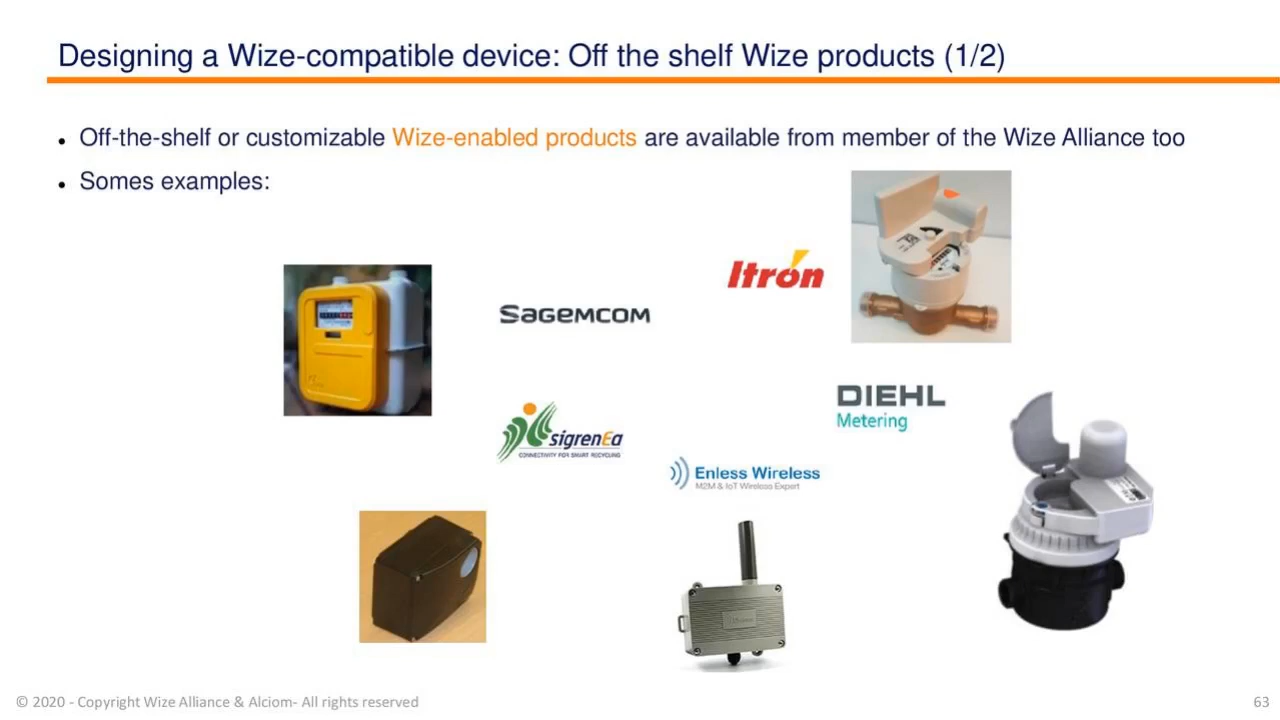 Designing a Wize-compatible device: Off the shelf Wize products (1/2)
• Off-the-shelf or customizable Wize-enabled products are available from member of the Wize Alliance too
• Somes examples:
Itron
SAGEMCOM
DIEHL
Metering
sigrenEa
CONNECTIVITY FOR SMART RECYCLING
Enless Wireless
M2M & IoT Wireless Expert
© 2020 - Copyright Wize Alliance & Alciom- All rights reserved
63